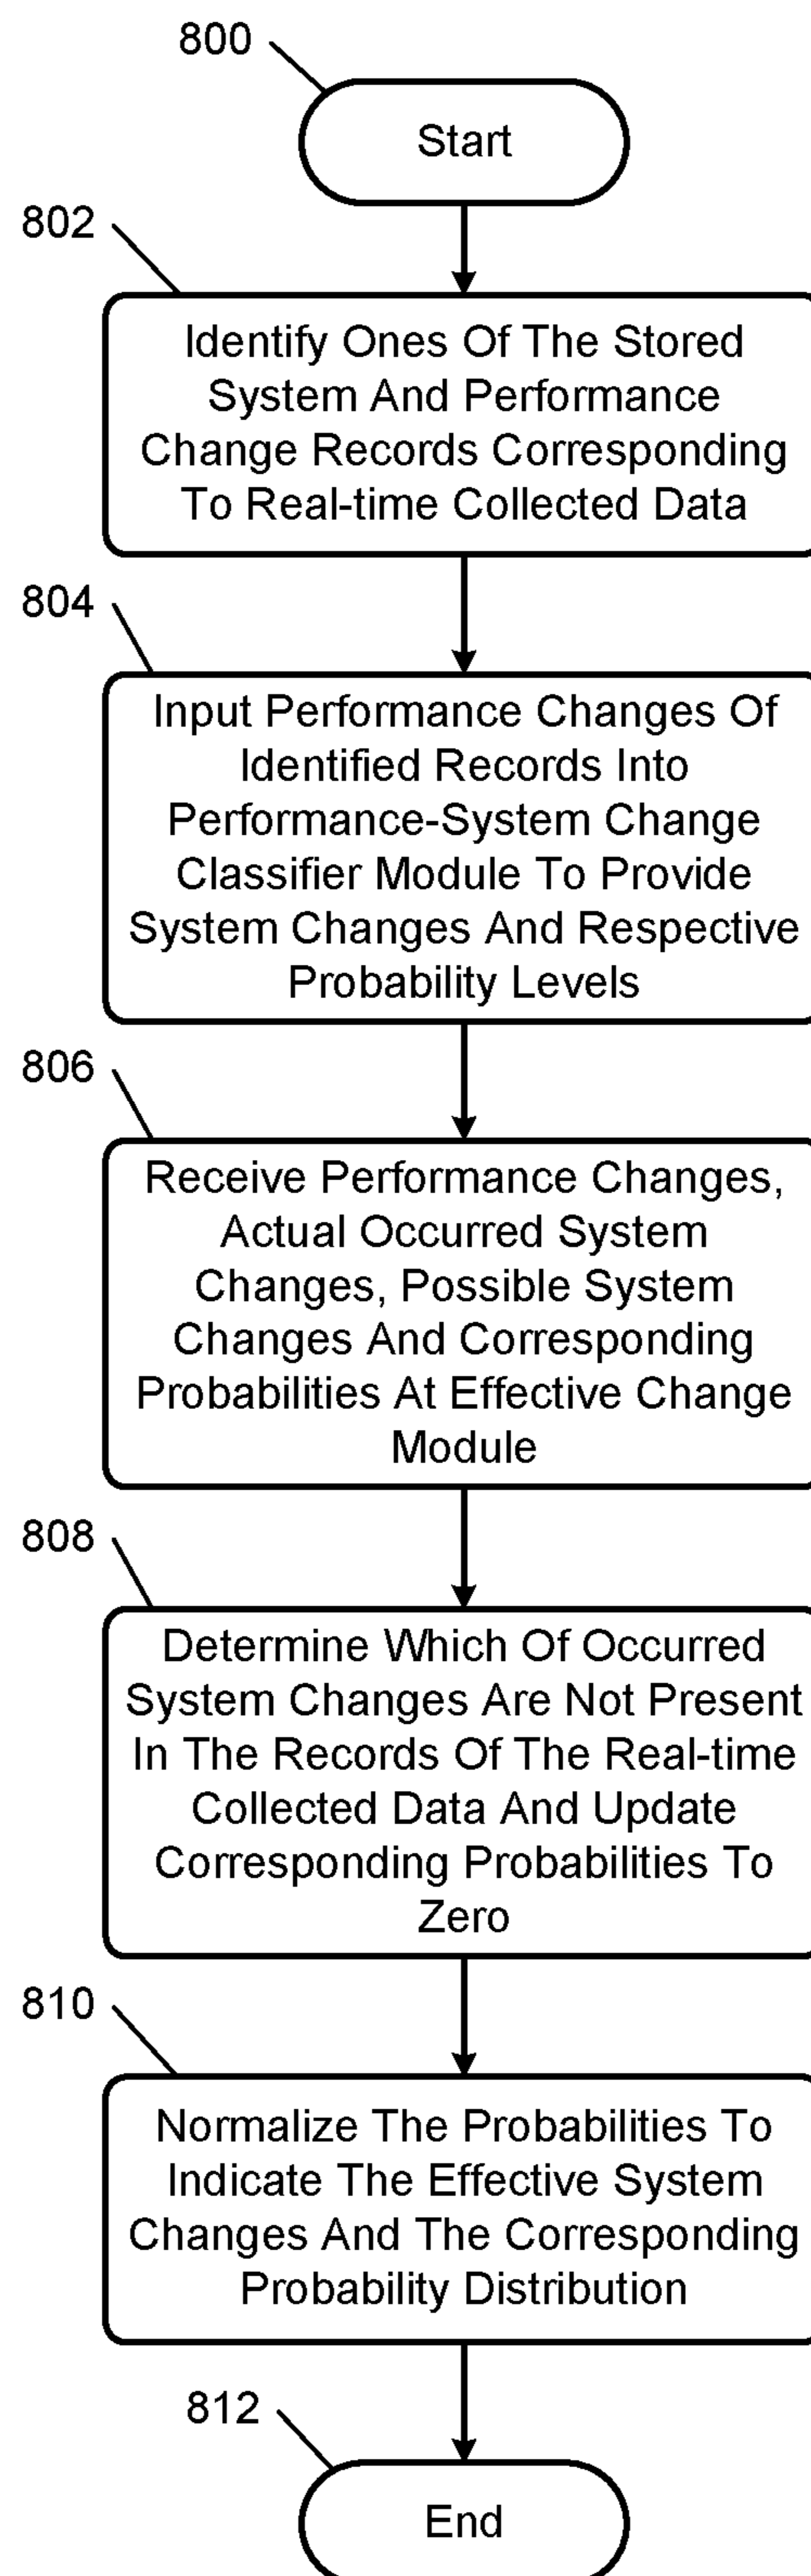 800
Start
802
Identify Ones Of The Stored
System And Performance
Change Records Corresponding
To Real-time Collected Data
804
Input Performance Changes Of
Identified Records Into
Performance-System Change
Classifier Module To Provide
System Changes And Respective
Probability Levels
806
Receive Performance Changes,
Actual Occurred System
Changes, Possible System
Changes And Corresponding
Probabilities At Effective Change
Module
808
Determine Which Of Occurred
System Changes Are Not Present
In The Records Of The Real-time
Collected Data And Update
Corresponding Probabilities To
Zero
810
Normalize The Probabilities To
Indicate The Effective System
Changes And The Corresponding
Probability Distribution
812
End